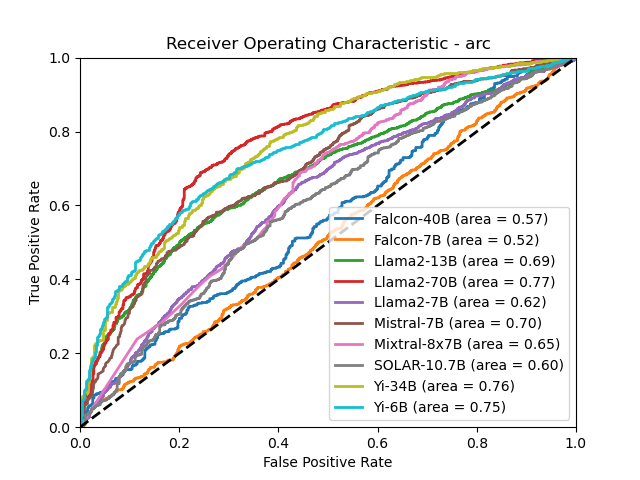 Receiver Operating Characteristic - arc
True Positive Rate
1.0
0.8
0.6
0.4
0.2
0.0
Falcon-40B (area = 0.57)
Falcon-7B (area = 0.52)
Llama2-13B (area = 0.69)
Llama2-70B (area = 0.77)
Llama2-7B (area = 0.62)
Mistral-7B (area = 0.70)
Mixtral-8x7B (area = 0.65)
SOLAR-10.7B (area = 0.60)
Yi-34B (area = 0.76)
Yi-6B (area = 0.75)
0.0 0.2 0.4 0.6 0.8 1.0
False Positive Rate